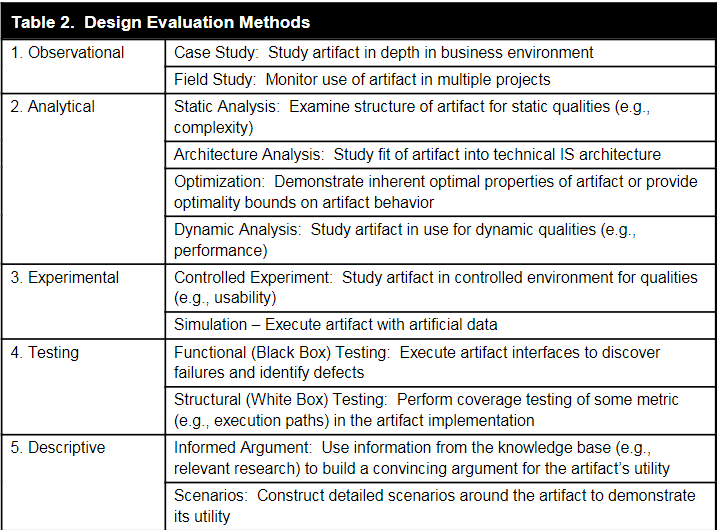 Table 2.  Design Evaluation Methods
1. Observational
Case Study:  Study artifact in depth in business environment
Field Study:  Monitor use of artifact in multiple projects
2. Analytical
Static Analysis:  Examine structure of artifact for static qualities (e.g.,
complexity)
Architecture Analysis:  Study fit of artifact into technical IS architecture
Optimization:  Demonstrate inherent optimal properties of artifact or provide
optimality bounds on artifact behavior
Dynamic Analysis:  Study artifact in use for dynamic qualities (e.g.,
performance)
3. Experimental
Controlled Experiment:  Study artifact in controlled environment for qualities
(e.g., usability)
Simulation – Execute artifact with artificial data
4. Testing
Functional (Black Box) Testing:  Execute artifact interfaces to discover
failures and identify defects
Structural (White Box) Testing:  Perform coverage testing of some metric
(e.g., execution paths) in the artifact implementation
5. Descriptive
Informed Argument:  Use information from the knowledge base (e.g.,
relevant research) to build a convincing argument for the artifact's utility
Scenarios:  Construct detailed scenarios around the artifact to demonstrate
its utility